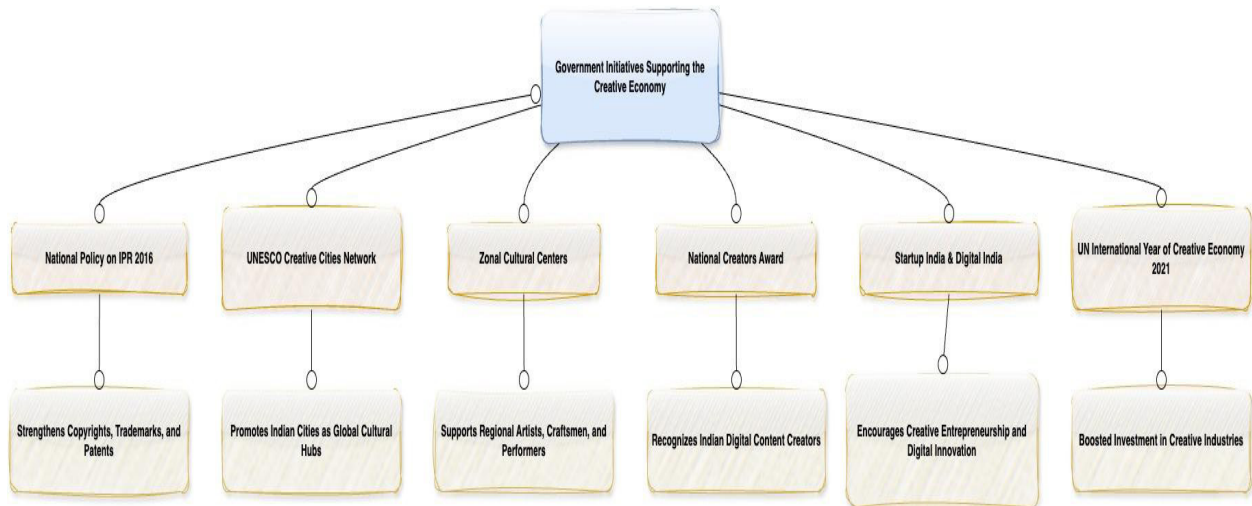 Government Initiatives Supporting the
Creative Economy
National Policy on IPR 2016
UNESCO Creative Cities Network
Zonal Cultural Centers
National Creators Award
Startup India & Digital India
UN International Year of Creative Economy
2021
Strengthens Copyrights, Trademarks, and
Patents
Promotes Indian Cities as Global Cultural
Hubs
Supports Regional Artists, Craftsmen, and
Performers
Recognizes Indian Digital Content Creators
Encourages Creative Entrepreneurship and
Digital Innovation
Boosted Investment in Creative Industries